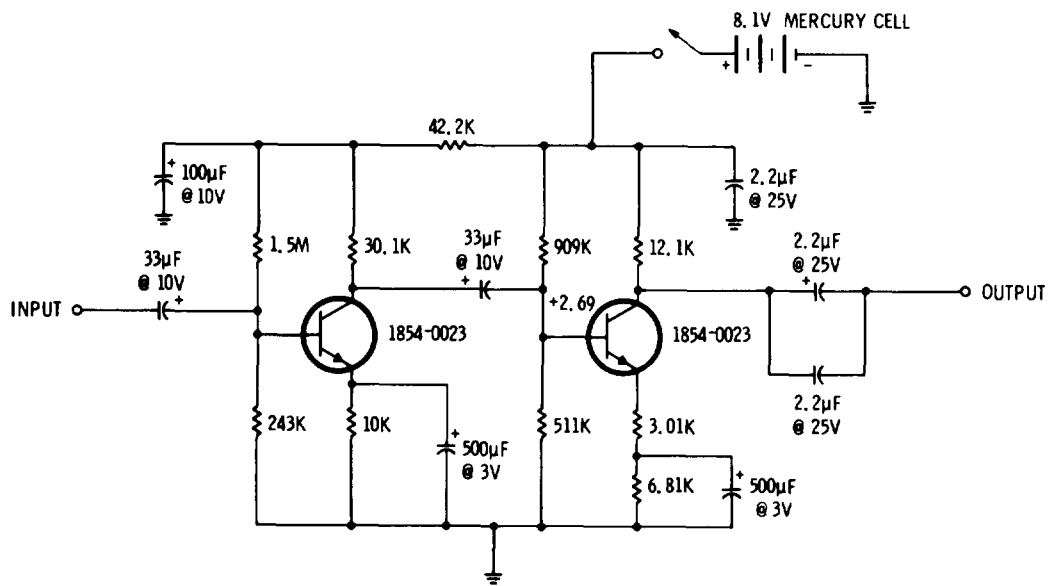 8.1V MERCURY CELL
+
-
42.2K
+
100µF
@ 10V
2.2µF
@ 25V
1.5M
30.1K
33µF
@ 10V
+
909K
12.1K
2.2µF
@ 25V
+
33µF
@ 10V
+
INPUT
+2.69
OUTPUT
1854-0023
1854-0023
2.2µF
@ 25V
243K
10K
+
500µF
@ 3V
511K
3.01K
6.81K
+
500µF
@ 3V